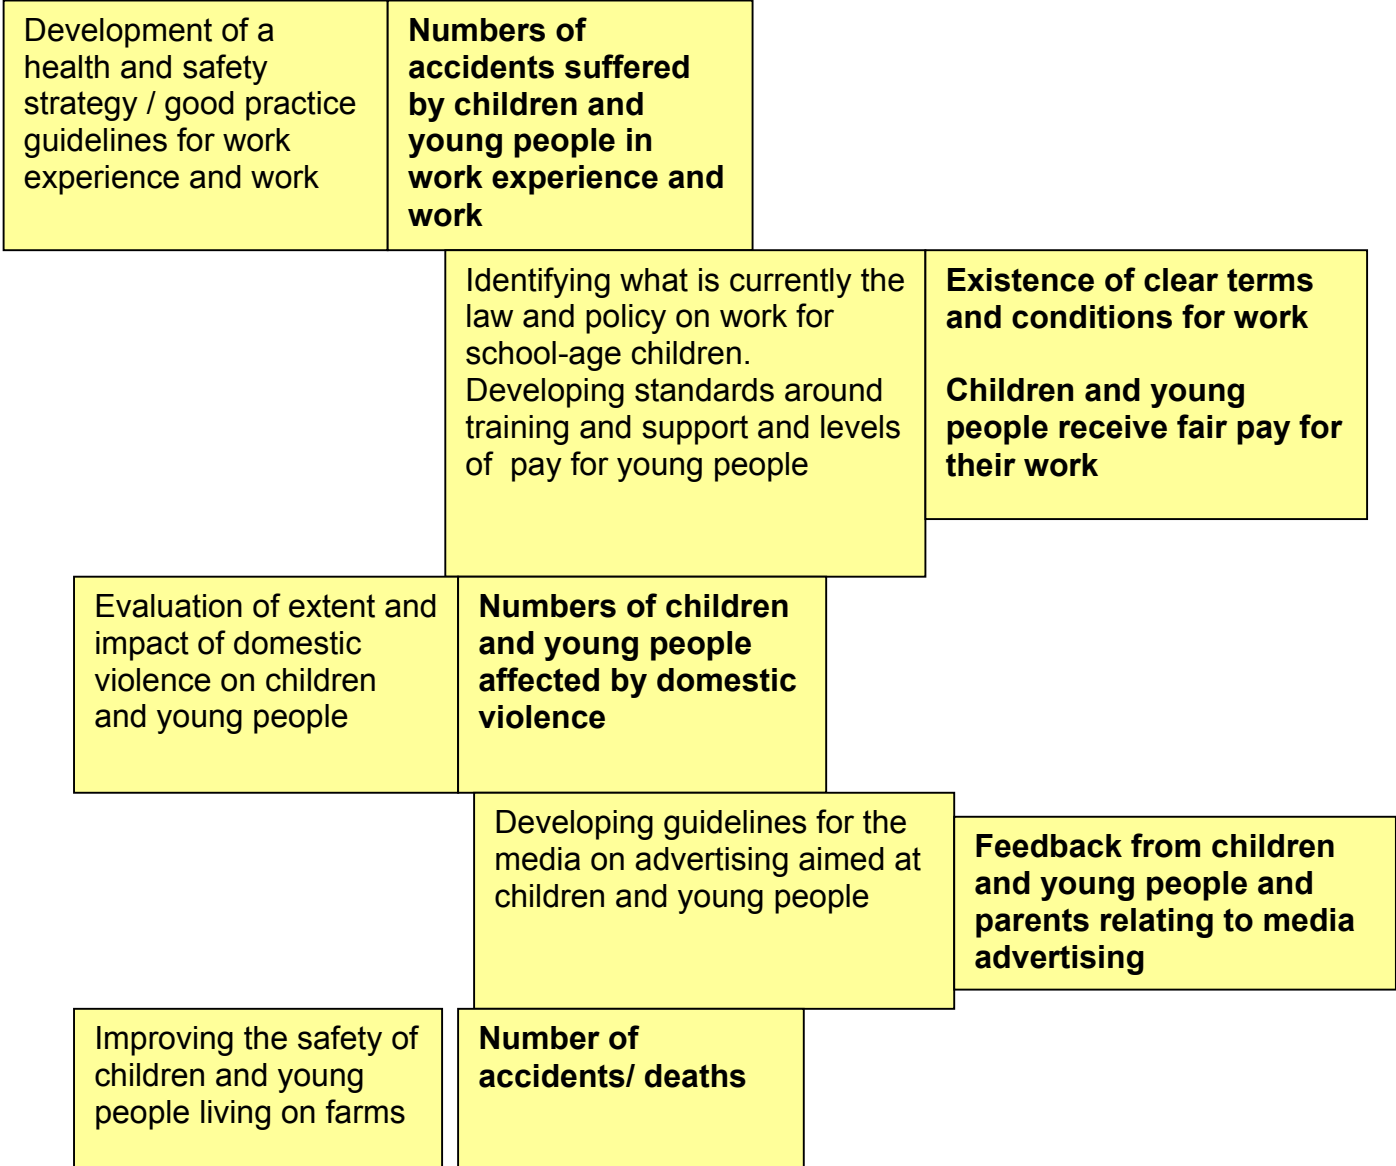 Development of a
health and safety
strategy / good practice
guidelines for work
experience and work
Numbers of
accidents suffered
by children and
young people in
work experience and
work
Identifying what is currently the
law and policy on work for
school-age children.
Developing standards around
training and support and levels
of  pay for young people
Existence of clear terms
and conditions for work
Children and young
people receive fair pay for
their work
Evaluation of extent and
impact of domestic
violence on children
and young people
Numbers of children
and young people
affected by domestic
violence
Developing guidelines for the
media on advertising aimed at
children and young people
Feedback from children
and young people and
parents relating to media
advertising
Improving the safety of
children and young
people living on farms
Number of
accidents/ deaths